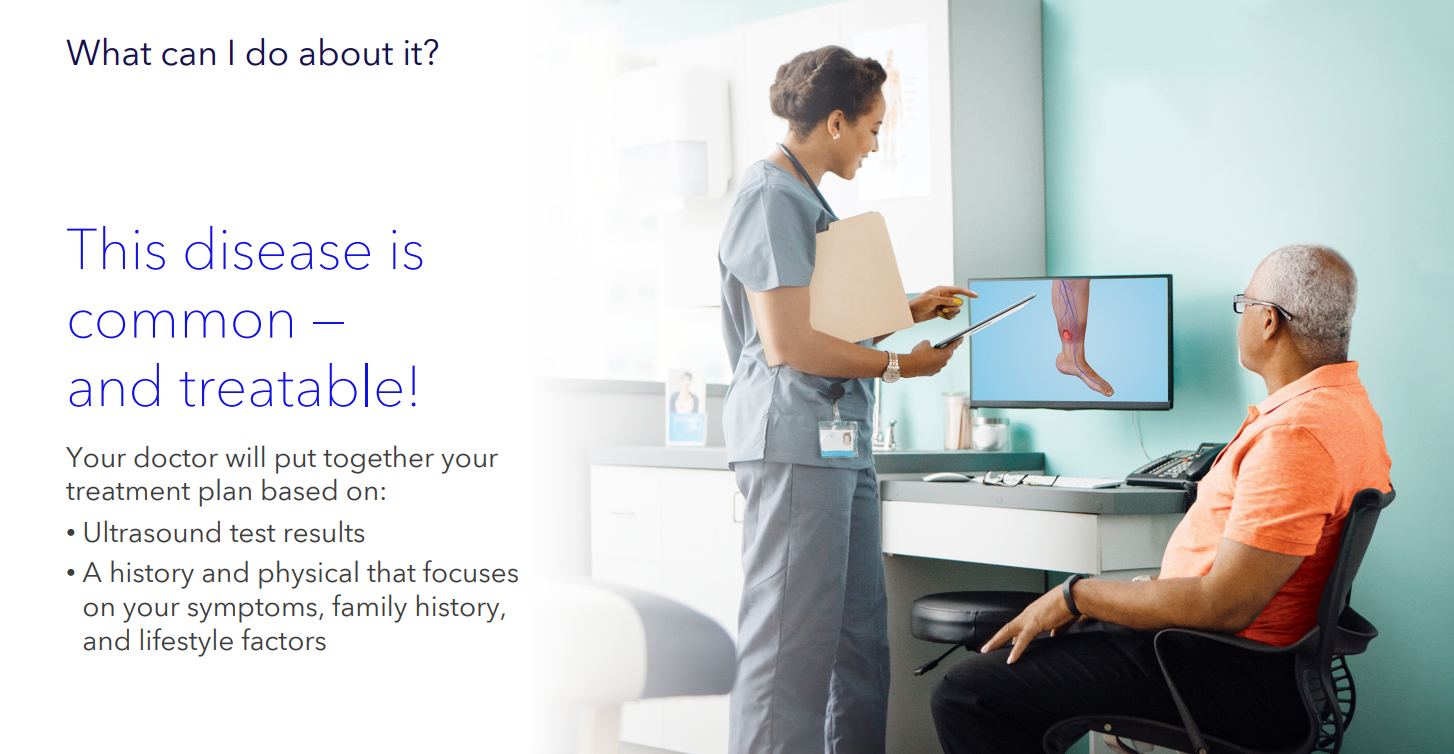 What can I do about it?
This disease is
common –
and treatable!
Your doctor will put together your
treatment plan based on:
• Ultrasound test results
• A history and physical that focuses
on your symptoms, family history,
and lifestyle factors